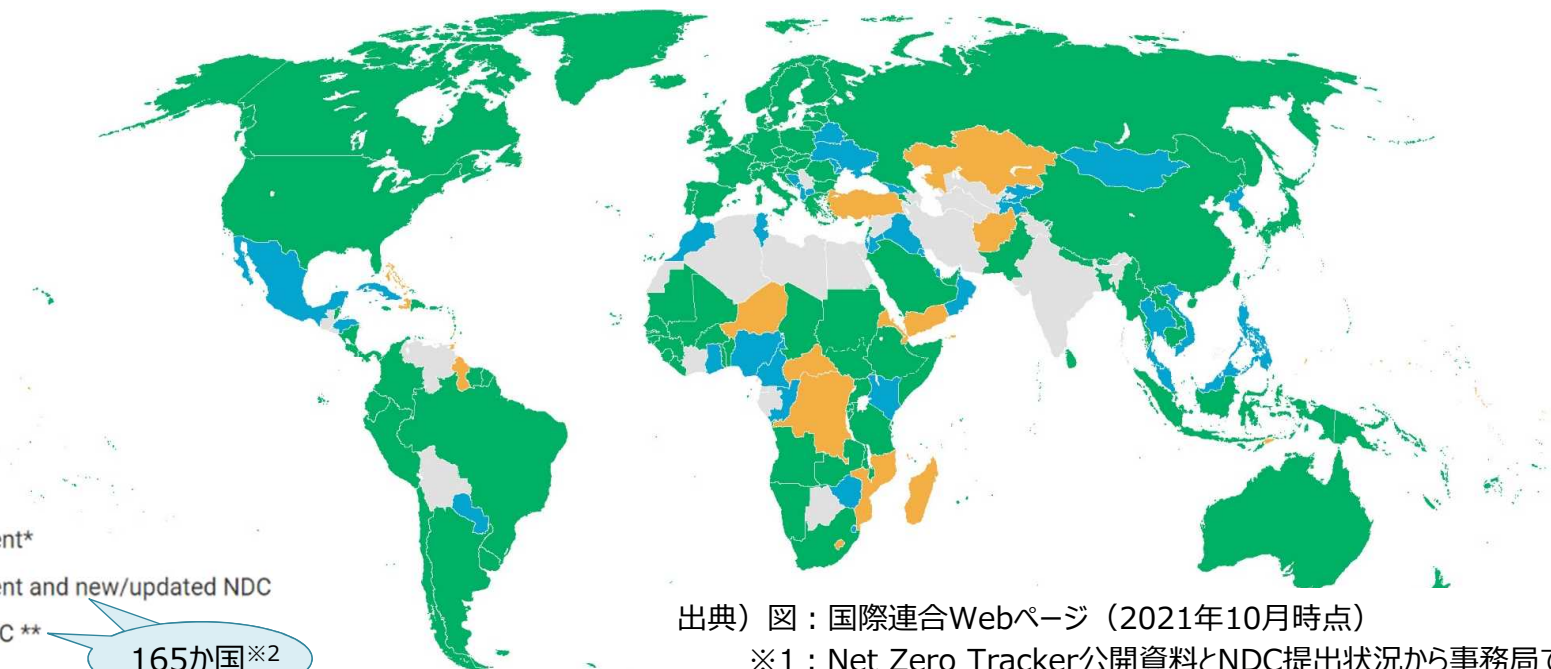 ent*
ent and new/updated NDC
C **
165か国※2
出典）図：国際連合Webページ（2021年10月時点）
※1：Net Zero Tracker公開資料とNDC提出状況から事務局で